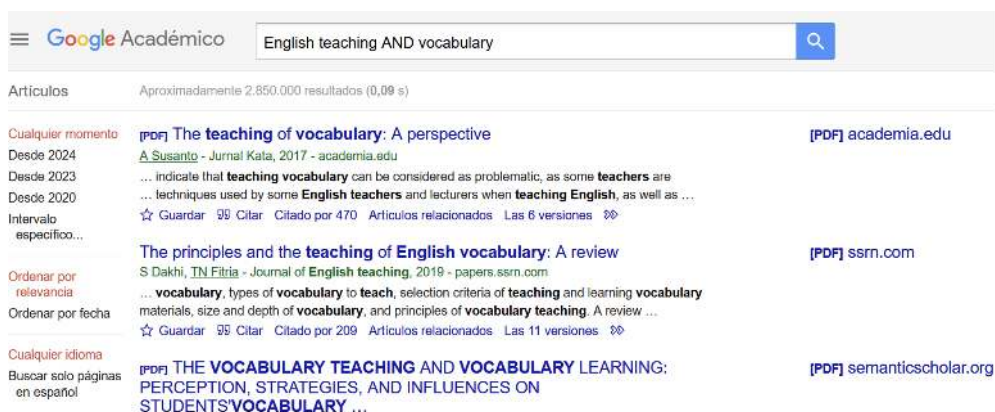 Google Académico
English teaching AND vocabulary
Artículos
Aproximadamente 2.850.000 resultados (0,09 s)
Cualquier momento
Desde 2024
Desde 2023
Desde 2020
Intervalo
específico...
Ordenar por
relevancia
Ordenar por fecha
Cualquier idioma
Buscar solo páginas
en español
[PDF] The teaching of vocabulary: A perspective
A Susanto - Jurnal Kata, 2017 - academia.edu
... indicate that teaching vocabulary can be considered as problematic, as some teachers are
... techniques used by some English teachers and lecturers when teaching English, as well as ...
Guardar Citar Citado por 470 Artículos relacionados Las 6 versiones
[PDF] academia.edu
The principles and the teaching of English vocabulary: A review
S Dakhi, TN Fitria - Journal of English teaching, 2019 - papers.ssrn.com
... vocabulary, types of vocabulary to teach, selection criteria of teaching and learning vocabulary
materials, size and depth of vocabulary, and principles of vocabulary teaching. A review ...
Guardar Citar Citado por 209 Artículos relacionados Las 11 versiones
[PDF] ssrn.com
[PDF] THE VOCABULARY TEACHING AND VOCABULARY LEARNING:
PERCEPTION, STRATEGIES, AND INFLUENCES ON
STUDENTS'VOCABULARY ...
[PDF] semanticscholar.org